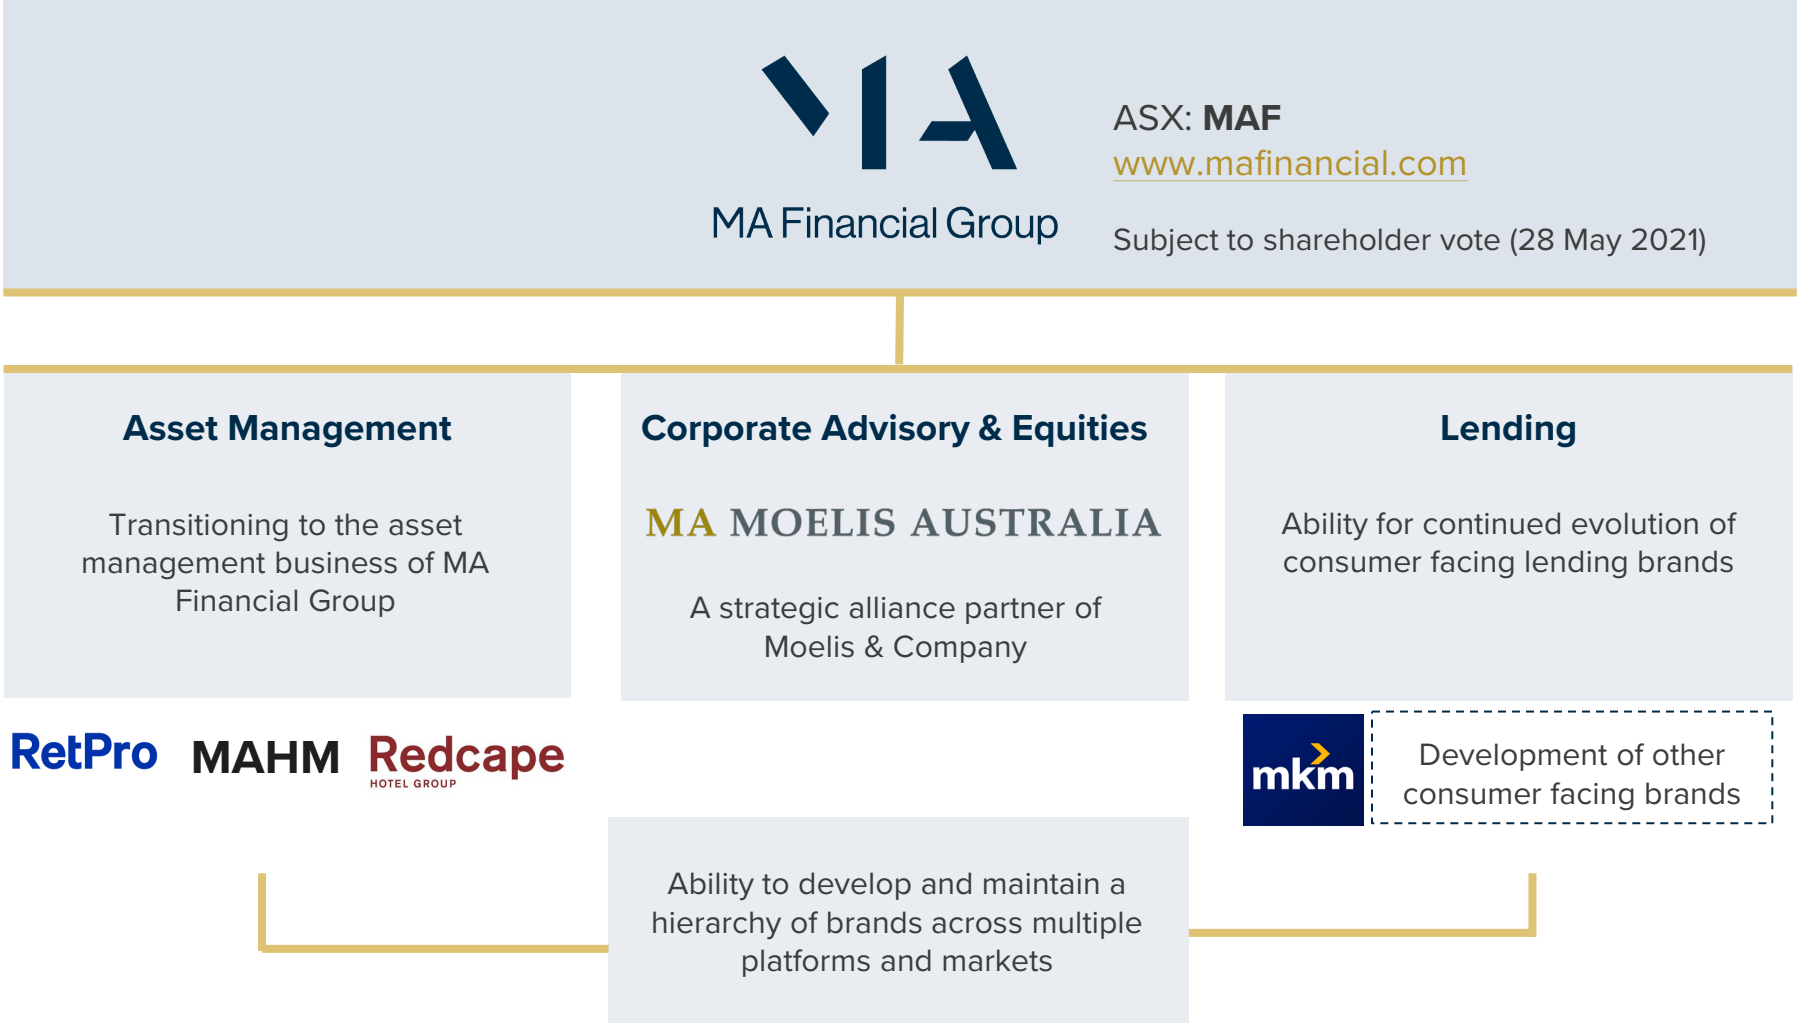 MA
MA Financial Group
ASX: MAF
www.mafinancial.com
Subject to shareholder vote (28 May 2021)
Asset Management
Transitioning to the asset
management business of MA
Financial Group
RetPro
MAHM
Redcape
HOTEL GROUP
Corporate Advisory & Equities
MA MOELIS AUSTRALIA
A strategic alliance partner of
Moelis & Company
Lending
Ability for continued evolution of
consumer facing lending brands
mkm
Development of other
consumer facing brands
Ability to develop and maintain a
hierarchy of brands across multiple
platforms and markets